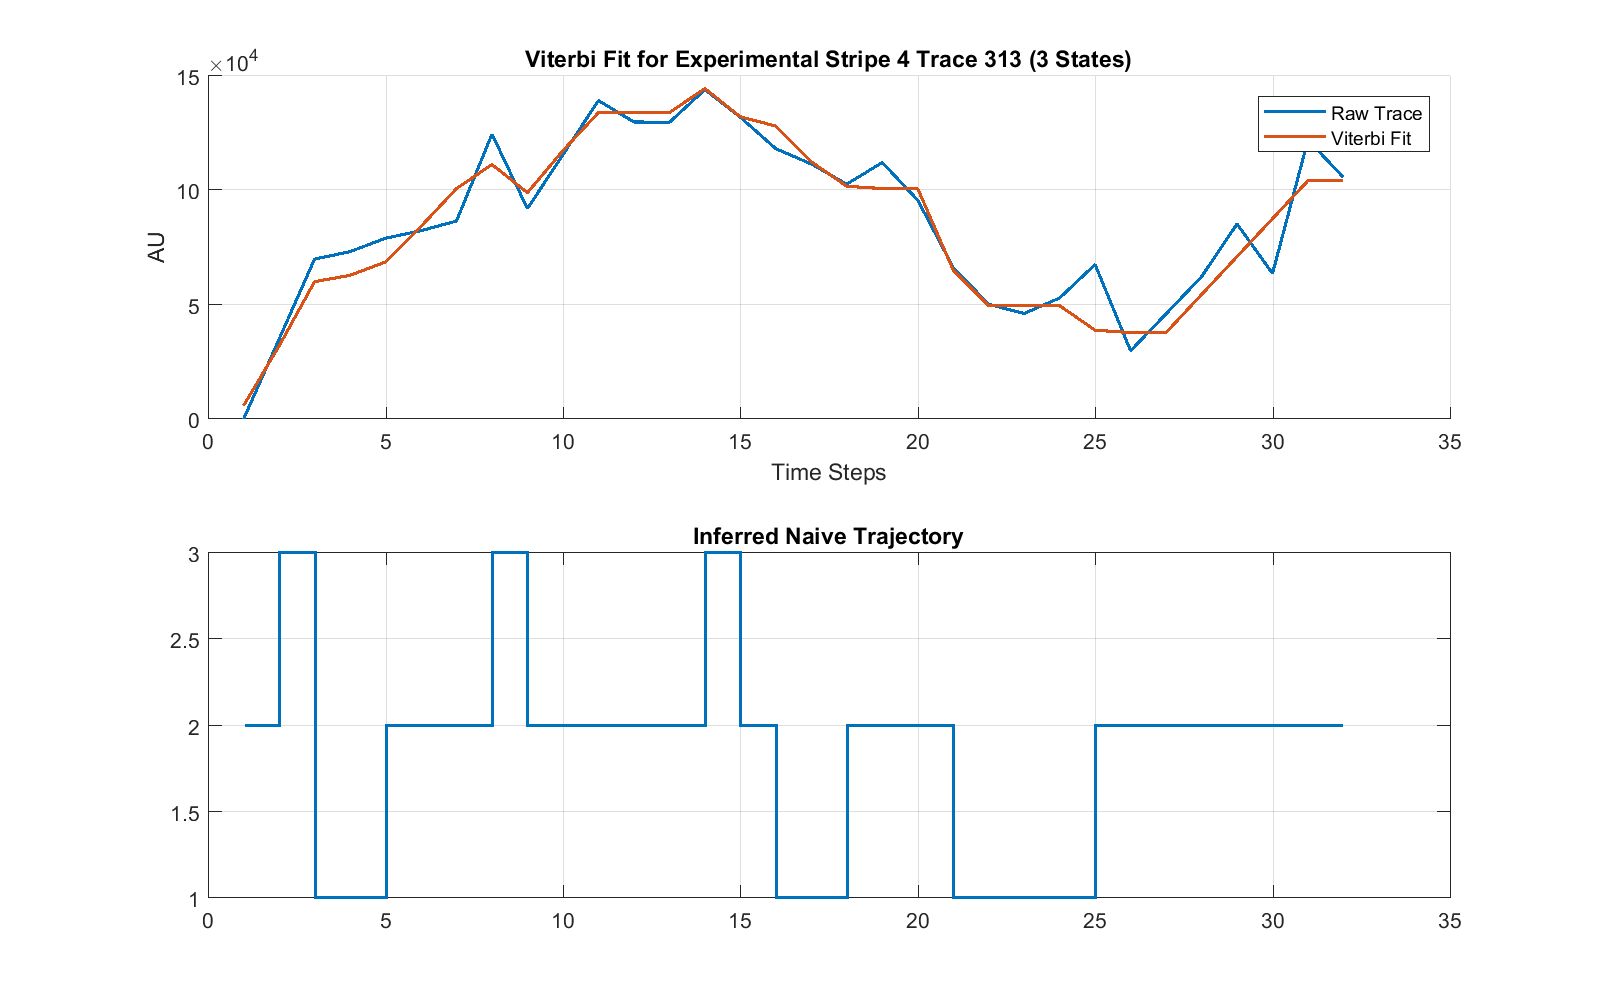 Viterbi Fit for Experimental Stripe 4 Trace 313 (3 States)
×10^4
15
10
5
0
AU
Raw Trace
Viterbi Fit
0 5 10 15 20 25 30 35
Time Steps
Inferred Naive Trajectory
3
2.5
2
1.5
1
0 5 10 15 20 25 30 35